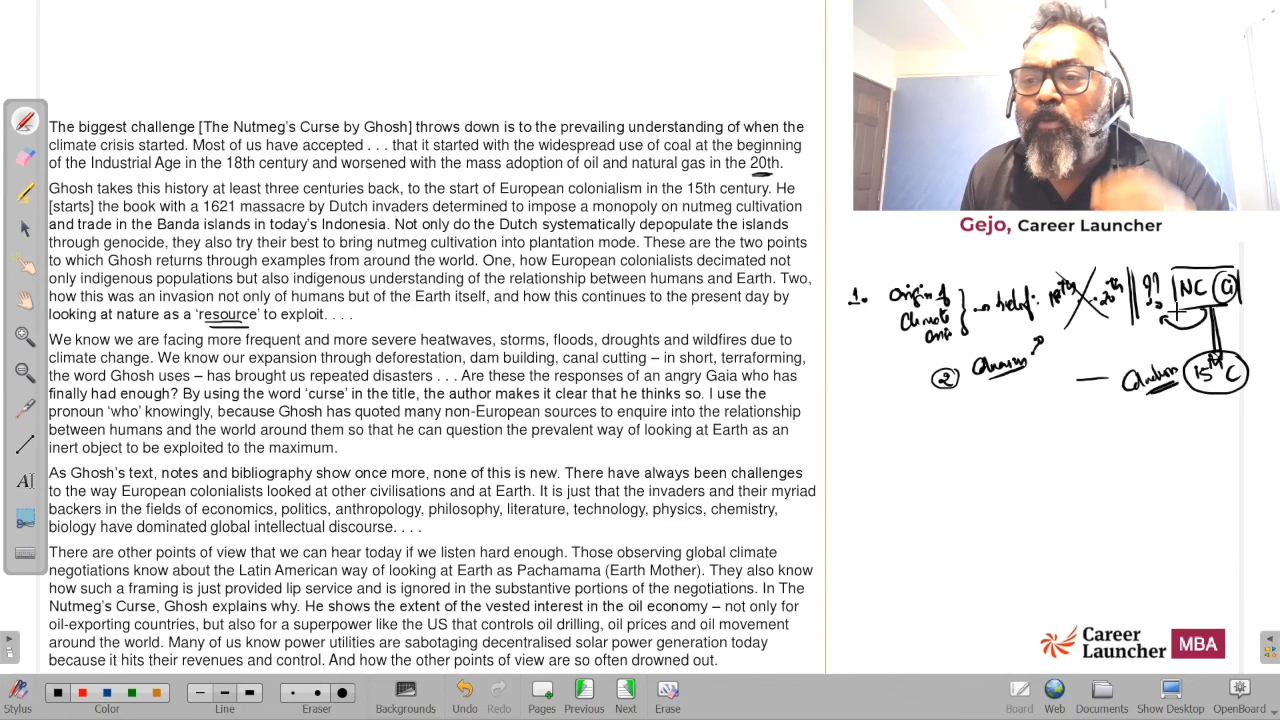 The biggest challenge [The Nutmeg's Curse by Ghosh] throws down is to the prevailing understanding of when the
climate crisis started. Most of us have accepted . . . that it started with the widespread use of coal at the beginning
of the Industrial Age in the 18th century and worsened with the mass adoption of oil and natural gas in the 20th.
Ghosh takes this history at least three centuries back, to the start of European colonialism in the 15th century. He
[starts] the book with a 1621 massacre by Dutch invaders determined to impose a monopoly on nutmeg cultivation
and trade in the Banda islands in today's Indonesia. Not only do the Dutch systematically depopulate the islands
through genocide, they also try their best to bring nutmeg cultivation into plantation mode. These are the two points
to which Ghosh returns through examples from around the world. One, how European colonialists decimated not
only indigenous populations but also indigenous understanding of the relationship between humans and Earth. Two,
how this was an invasion not only of humans but of the Earth itself, and how this continues to the present day by
looking at nature as a 'resource' to exploit. . . .
We know we are facing more frequent and more severe heatwaves, storms, floods, droughts and wildfires due to
climate change. We know our expansion through deforestation, dam building, canal cutting – in short, terraforming,
the word Ghosh uses – has brought us repeated disasters . . . Are these the responses of an angry Gaia who has
finally had enough? By using the word 'curse' in the title, the author makes it clear that he thinks so. I use the
pronoun 'who' knowingly, because Ghosh has quoted many non-European sources to enquire into the relationship
between humans and the world around them so that he can question the prevalent way of looking at Earth as an
inert object to be exploited to the maximum.
As Ghosh's text, notes and bibliography show once more, none of this is new. There have always been challenges
to the way European colonialists looked at other civilisations and at Earth. It is just that the invaders and their myriad
backers in the fields of economics, politics, anthropology, philosophy, literature, technology, physics, chemistry,
biology have dominated global intellectual discourse. . . .
There are other points of view that we can hear today if we listen hard enough. Those observing global climate
negotiations know about the Latin American way of looking at Earth as Pachamama (Earth Mother). They also know
how such a framing is just provided lip service and is ignored in the substantive portions of the negotiations. In The
Nutmeg's Curse, Ghosh explains why. He shows the extent of the vested interest in the oil economy – not only for
oil-exporting countries, but also for a superpower like the US that controls oil drilling, oil prices and oil movement
around the world. Many of us know power utilities are sabotaging decentralised solar power generation today
because it hits their revenues and control. And how the other points of view are so often drowned out.
Gejo, Career Launcher
1. Origin of
Climate
→ belief: 18th 20th ?? NC
2
15th C
Career
Launcher MBA
Stylus Color Line Eraser Backgrounds Undo Redo Pages Previous Next Erase Board Web Documents Show Desktop OpenBoard